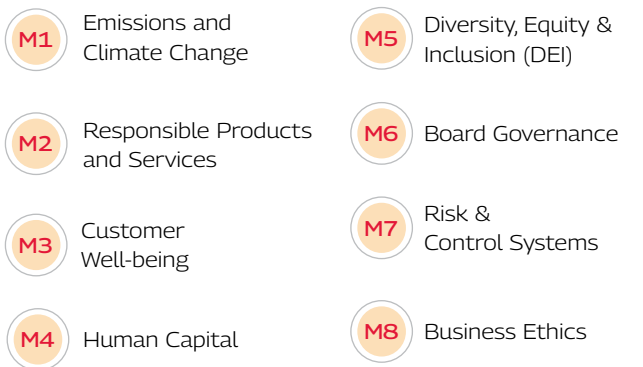 M1
Emissions and
Climate Change
M2
Responsible Products
and Services
M3
Customer
Well-being
M4
Human Capital
M5
Diversity, Equity &
Inclusion (DEI)
M6
Board Governance
M7
Risk &
Control Systems
M8
Business Ethics